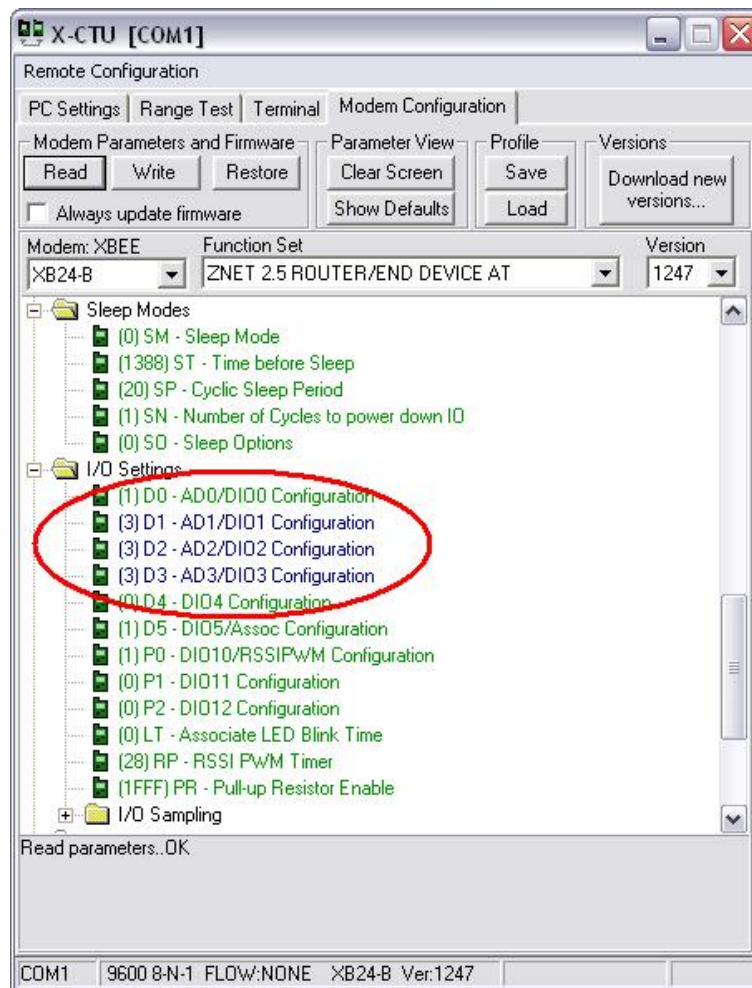 X-CTU [COM1]
Remote Configuration
PC Settings Range Test Terminal Modem Configuration
Modem Parameters and Firmware Parameter View Profile Versions
Read Write Restore Clear Screen Save Download new versions...
Always update firmware Show Defaults Load
Modem: XBEE Function Set Version
XB24-B ZNET 2.5 ROUTER/END DEVICE AT 1247
Sleep Modes
(0) SM - Sleep Mode
(1388) ST - Time before Sleep
(20) SP - Cyclic Sleep Period
(1) SN - Number of Cycles to power down IO
(0) SO - Sleep Options
I/O Settings
(1) D0 - AD0/DIO0 Configuration
(3) D1 - AD1/DIO1 Configuration
(3) D2 - AD2/DIO2 Configuration
(3) D3 - AD3/DIO3 Configuration
(0) D4 - DIO4 Configuration
(1) D5 - DIO5/Assoc Configuration
(1) P0 - DIO10/RSSIPWM Configuration
(0) P1 - DIO11 Configuration
(0) P2 - DIO12 Configuration
(0) LT - Associate LED Blink Time
(28) RP - RSSI PWM Timer
(1FFF) PR - Pull-up Resistor Enable
I/O Sampling
Read parameters..OK
COM1 9600 8-N-1 FLOW:NONE XB24-B Ver:1247